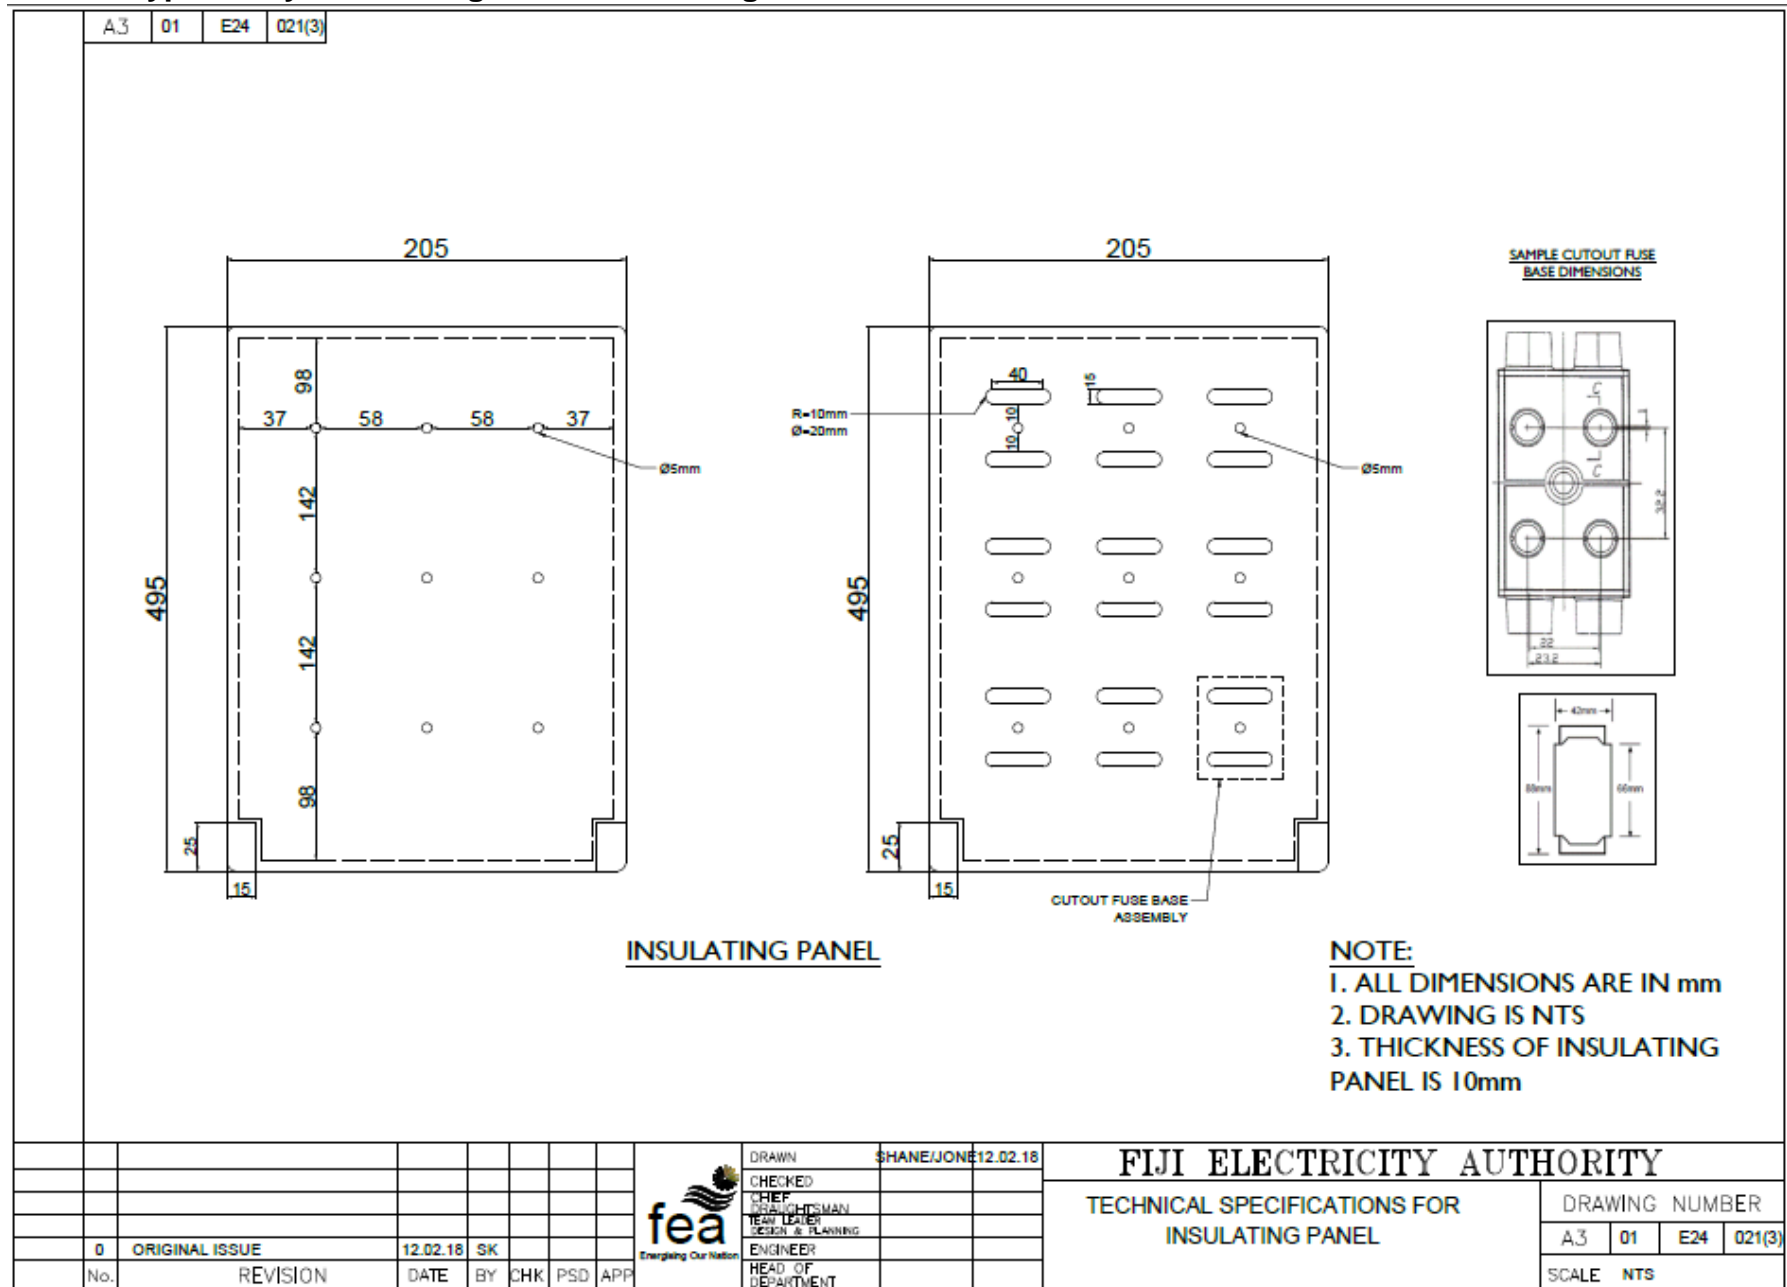 A3 01 E24 021(3)
205
205
SAMPLE CUTOUT FUSE
BASE DIMENSIONS
98
37 58 58 37
Ø5mm
142
495
142
98
25
15
40
15
R=10mm
Ø=20mm
10
10
Ø5mm
495
25
15
CUTOUT FUSE BASE
ASSEMBLY
C
C
32.2
22
23.2
42mm
88mm
66mm
INSULATING PANEL
NOTE:
1. ALL DIMENSIONS ARE IN mm
2. DRAWING IS NTS
3. THICKNESS OF INSULATING
PANEL IS 10mm
0 ORIGINAL ISSUE 12.02.18 SK
No. REVISION DATE BY CHK PSD APP
fea
Energising Our Nation
DRAWN SHANE/JONE 12.02.18
CHECKED
CHIEF
DRAUGHTSMAN
TEAM LEADER
DESIGN & PLANNING
ENGINEER
HEAD OF
DEPARTMENT
FIJI ELECTRICITY AUTHORITY
TECHNICAL SPECIFICATIONS FOR
INSULATING PANEL
DRAWING NUMBER
A3 01 E24 021(3)
SCALE NTS